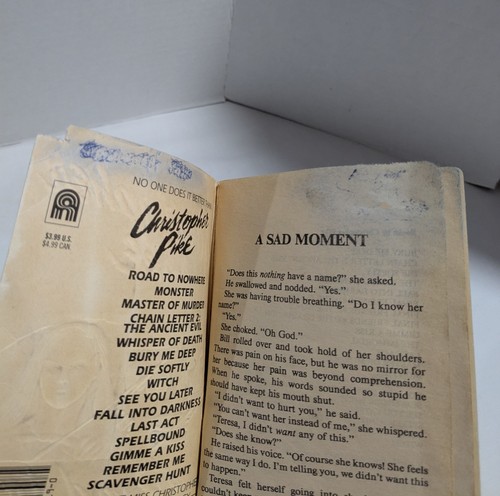 NO ONE DOES IT BETTER THAN
Christopher
Pike
$3.99 U.S.
$4.99 CAN
ROAD TO NOWHERE
MONSTER
MASTER OF MURDER
CHAIN LETTER 2:
THE ANCIENT EVIL
WHISPER OF DEATH
BURY ME DEEP
DIE SOFTLY
WITCH
SEE YOU LATER
FALL INTO DARKNESS
LAST ACT
SPELLBOUND
GIMME A KISS
REMEMBER ME
SCAVENGER HUNT
MISS CHRISTOPHE
A SAD MOMENT
"Does this nothing have a name?" she asked.
He swallowed and nodded. "Yes."
She was having trouble breathing. "Do I know her
name?"
"Yes."
She choked. "Oh God."
Bill rolled over and took hold of her shoulders.
There was pain on his face, but he was no mirror for
her because her pain was beyond comprehension.
When he spoke, his words sounded so stupid he
should have kept his mouth shut.
"I didn't want to hurt you," he said.
"You can't want her instead of me," she whispered.
"Teresa, I didn't want any of this."
"Does she know?"
He raised his voice. "Of course she knows! She feels
the same way I do. I'm telling you, we didn't want this
to happen."
Teresa felt herself going into
couldn't keep